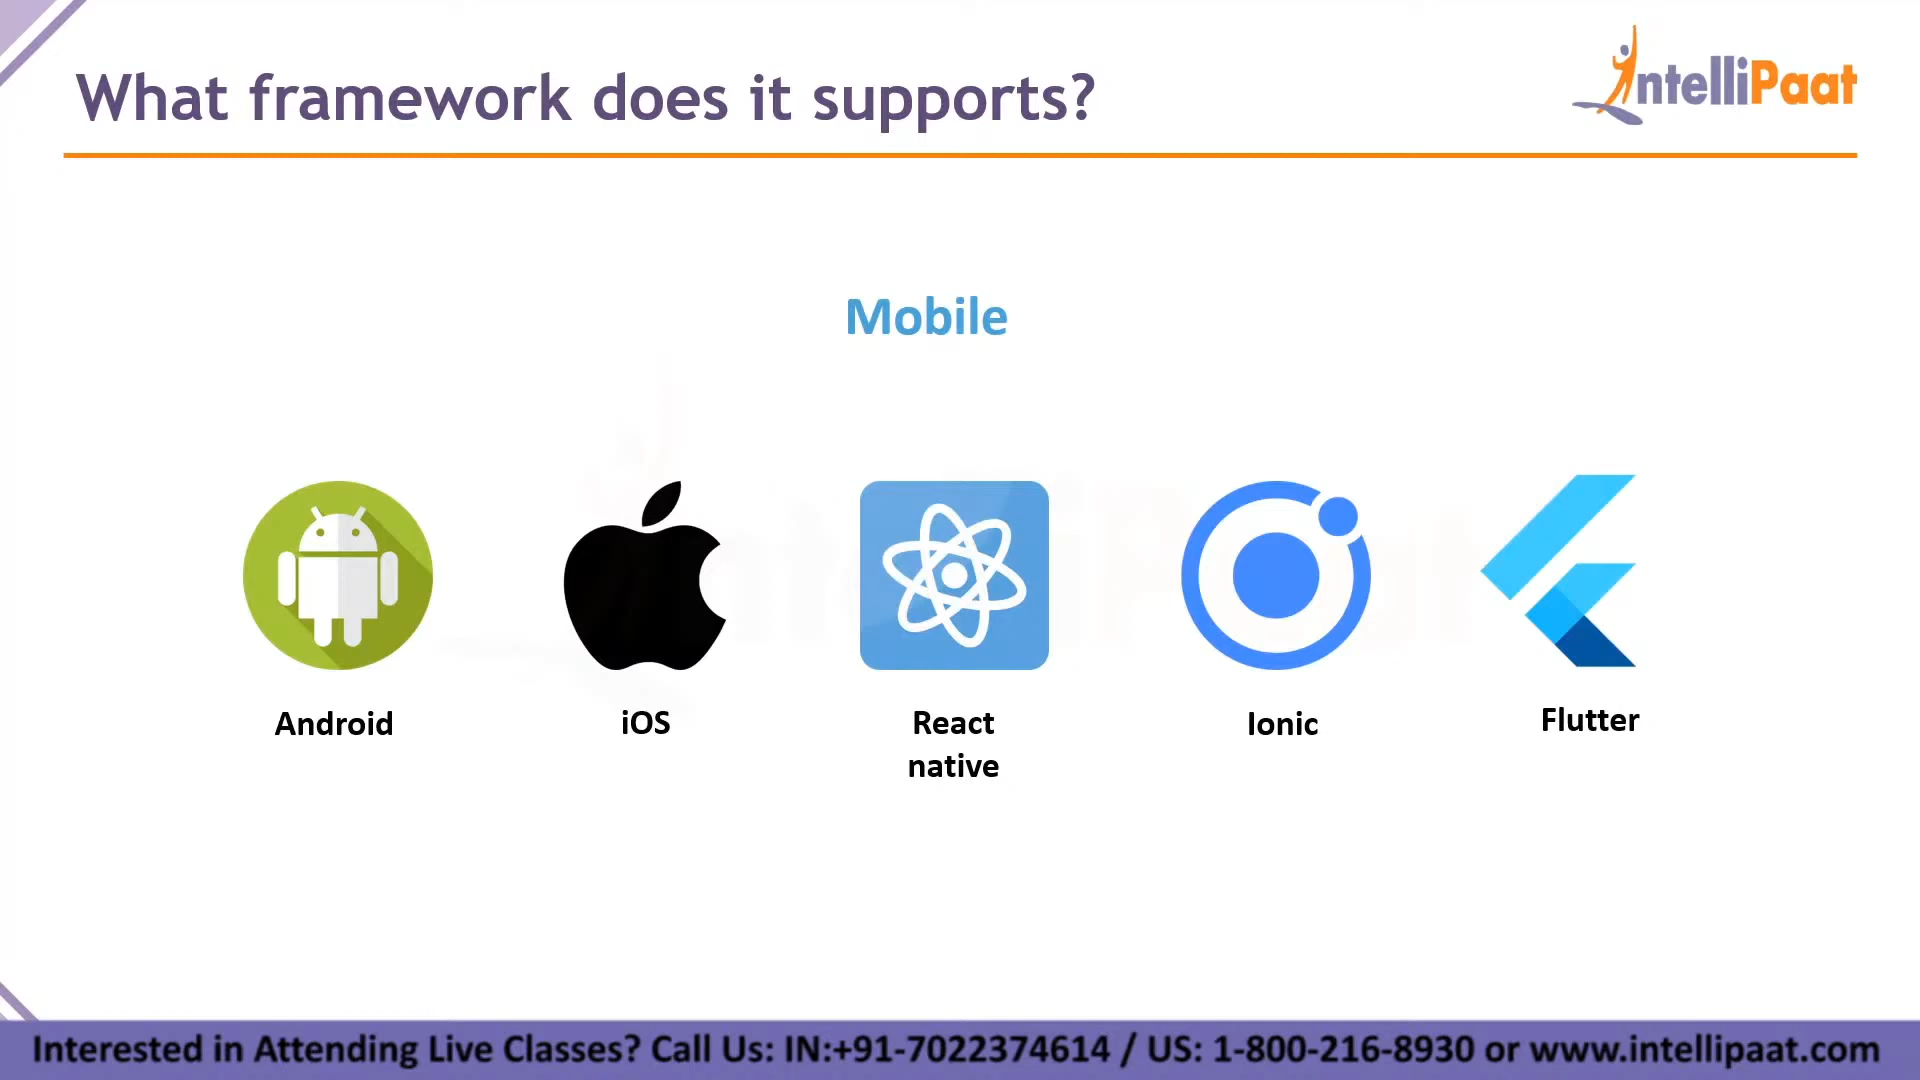 What framework does it supports?
IntelliPaat
Mobile
Android
iOS
React
native
Ionic
Flutter
Interested in Attending Live Classes? Call Us: IN:+91-7022374614 / US: 1-800-216-8930 or www.intellipaat.com